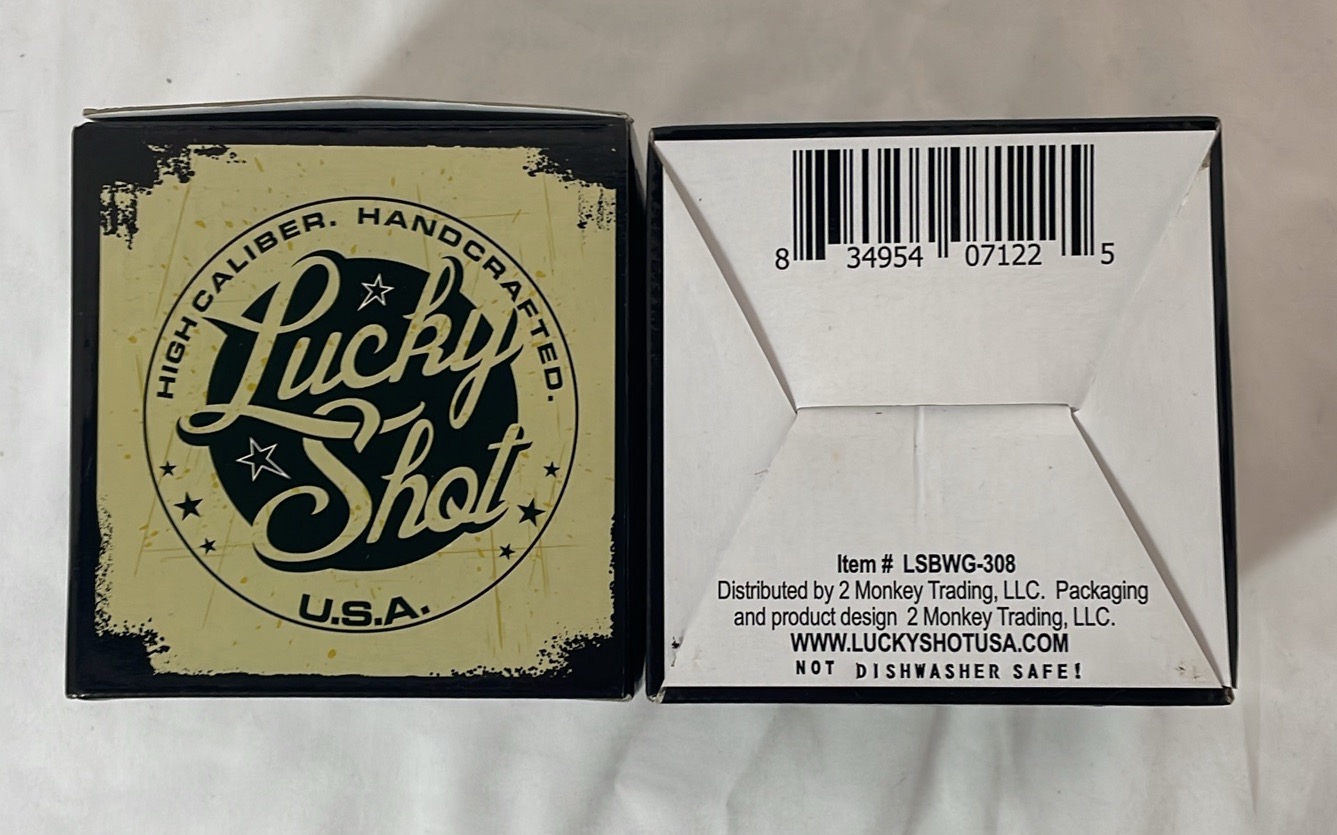 HIGH CALIBER. HANDCRAFTED.
Lucky
Shot
U.S.A.
8 34954 07122 5
Item # LSBWG-308
Distributed by 2 Monkey Trading, LLC. Packaging
and product design 2 Monkey Trading, LLC.
WWW.LUCKYSHOTUSA.COM
NOT DISHWASHER SAFE!